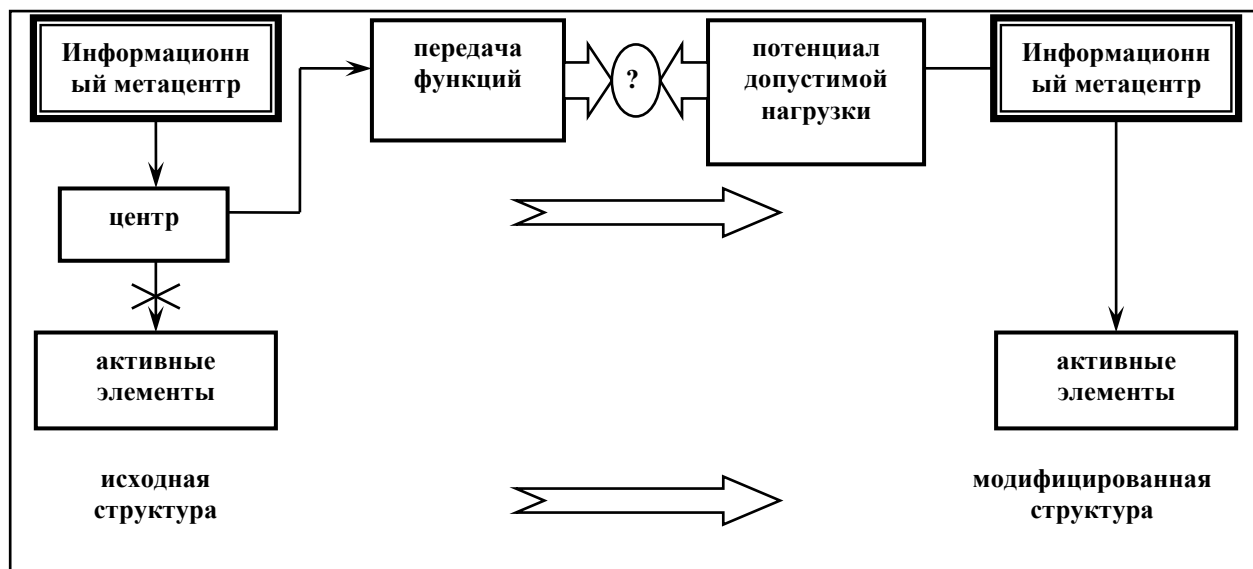 Информационн
ый метацентр
передача
функций
?
потенциал
допустимой
нагрузки
Информационн
ый метацентр
центр
активные
элементы
активные
элементы
исходная
структура
модифицированная
структура